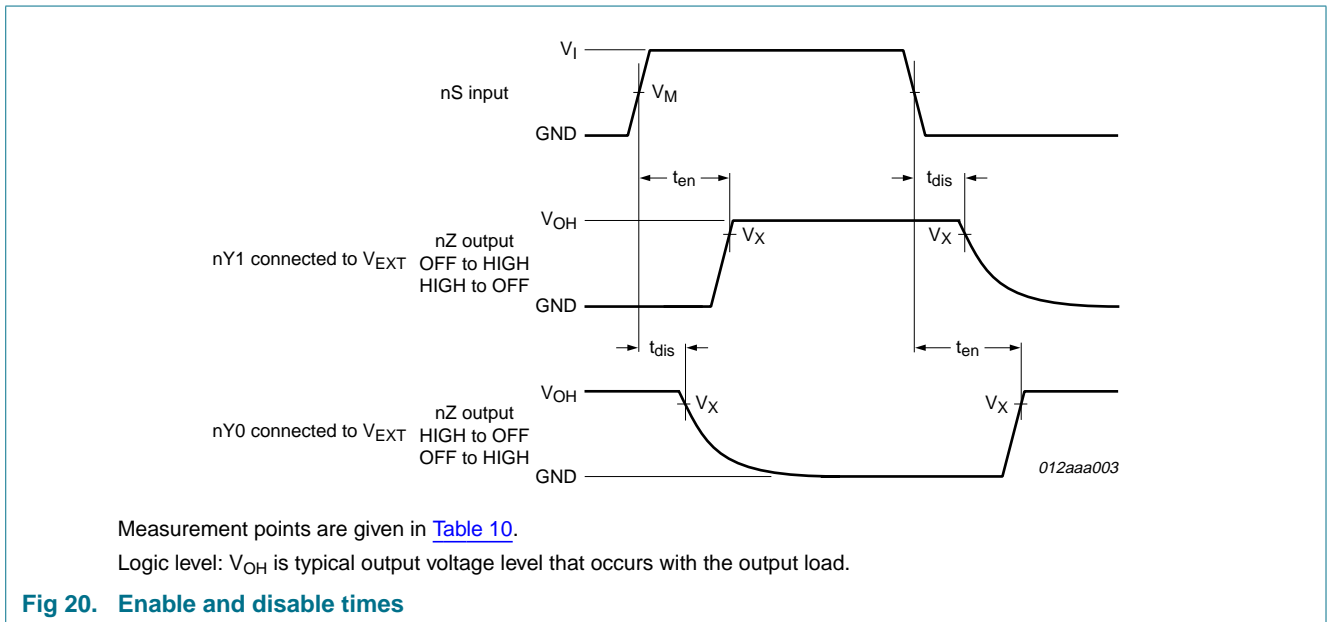 VI
nS input
VM
GND
ten
tdis
VOH
nY1 connected to VEXT
nZ output
OFF to HIGH
HIGH to OFF
VX
VX
GND
tdis
ten
VOH
nY0 connected to VEXT
nZ output
HIGH to OFF
OFF to HIGH
VX
VX
GND
012aaa003
Measurement points are given in Table 10.
Logic level: VOH is typical output voltage level that occurs with the output load.
Fig 20. Enable and disable times